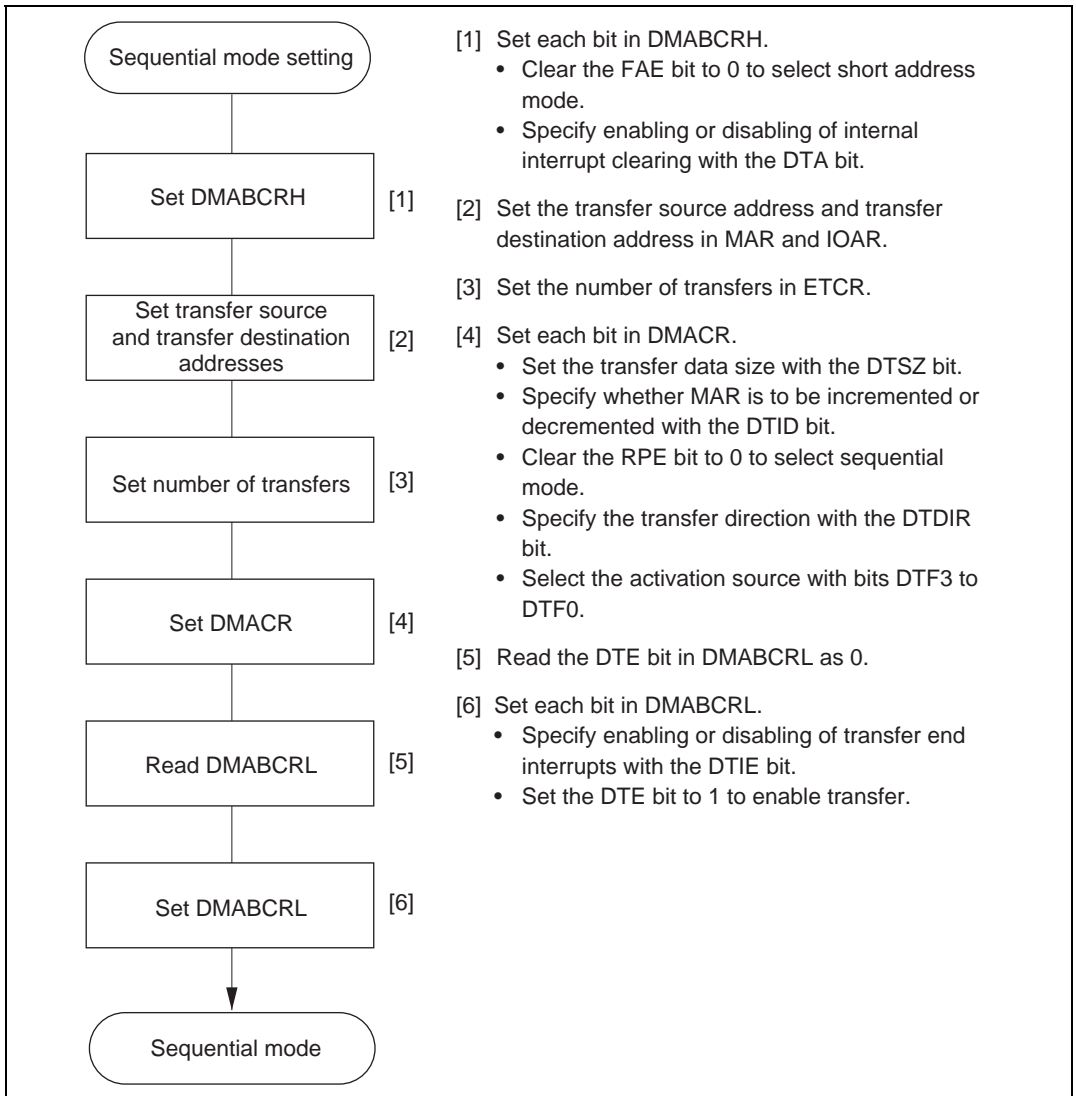 Sequential mode setting
Set DMABCRH
[1]
Set transfer source
and transfer destination
addresses
[2]
Set number of transfers
[3]
Set DMACR
[4]
Read DMABCRL
[5]
Set DMABCRL
[6]
Sequential mode
[1] Set each bit in DMABCRH.
• Clear the FAE bit to 0 to select short address
mode.
• Specify enabling or disabling of internal
interrupt clearing with the DTA bit.
[2] Set the transfer source address and transfer
destination address in MAR and IOAR.
[3] Set the number of transfers in ETCR.
[4] Set each bit in DMACR.
• Set the transfer data size with the DTSZ bit.
• Specify whether MAR is to be incremented or
decremented with the DTID bit.
• Clear the RPE bit to 0 to select sequential
mode.
• Specify the transfer direction with the DTDIR
bit.
• Select the activation source with bits DTF3 to
DTF0.
[5] Read the DTE bit in DMABCRL as 0.
[6] Set each bit in DMABCRL.
• Specify enabling or disabling of transfer end
interrupts with the DTIE bit.
• Set the DTE bit to 1 to enable transfer.